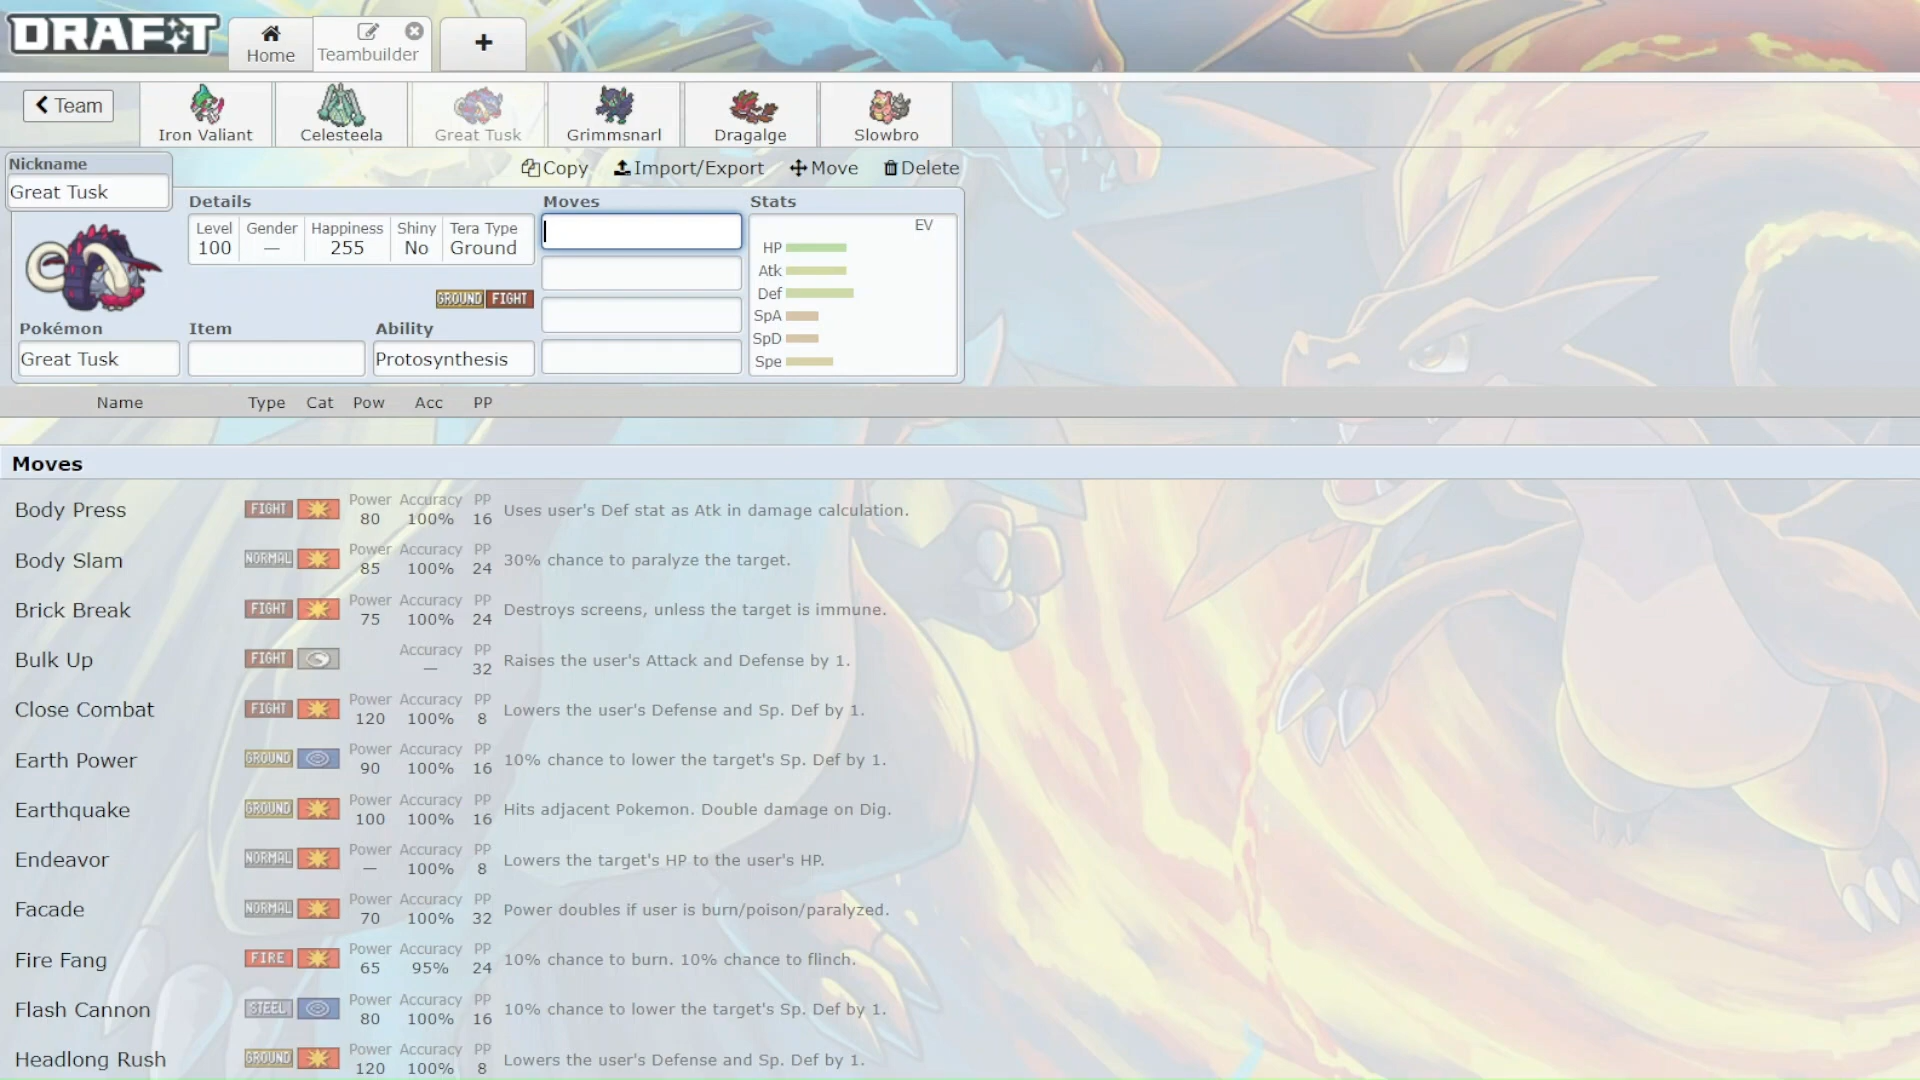 DRAFT
Home
Teambuilder
+
Team
Iron Valiant
Celesteela
Great Tusk
Grimmsnarl
Dragalge
Slowbro
Nickname
Great Tusk
Copy
Import/Export
Move
Delete
Details
Level
100
Gender
—
Happiness
255
Shiny
No
Tera Type
Ground
GROUND FIGHT
Pokémon
Great Tusk
Item
Ability
Protosynthesis
Moves
Stats
EV
HP
Atk
Def
SpA
SpD
Spe
Name Type Cat Pow Acc PP
Moves
Body Press FIGHT Power 80 Accuracy 100% PP 16 Uses user's Def stat as Atk in damage calculation.
Body Slam NORMAL Power 85 Accuracy 100% PP 24 30% chance to paralyze the target.
Brick Break FIGHT Power 75 Accuracy 100% PP 24 Destroys screens, unless the target is immune.
Bulk Up FIGHT Accuracy — PP 32 Raises the user's Attack and Defense by 1.
Close Combat FIGHT Power 120 Accuracy 100% PP 8 Lowers the user's Defense and Sp. Def by 1.
Earth Power GROUND Power 90 Accuracy 100% PP 16 10% chance to lower the target's Sp. Def by 1.
Earthquake GROUND Power 100 Accuracy 100% PP 16 Hits adjacent Pokemon. Double damage on Dig.
Endeavor NORMAL Power — Accuracy 100% PP 8 Lowers the target's HP to the user's HP.
Facade NORMAL Power 70 Accuracy 100% PP 32 Power doubles if user is burn/poison/paralyzed.
Fire Fang FIRE Power 65 Accuracy 95% PP 24 10% chance to burn. 10% chance to flinch.
Flash Cannon STEEL Power 80 Accuracy 100% PP 16 10% chance to lower the target's Sp. Def by 1.
Headlong Rush GROUND Power 120 Accuracy 100% PP 8 Lowers the user's Defense and Sp. Def by 1.